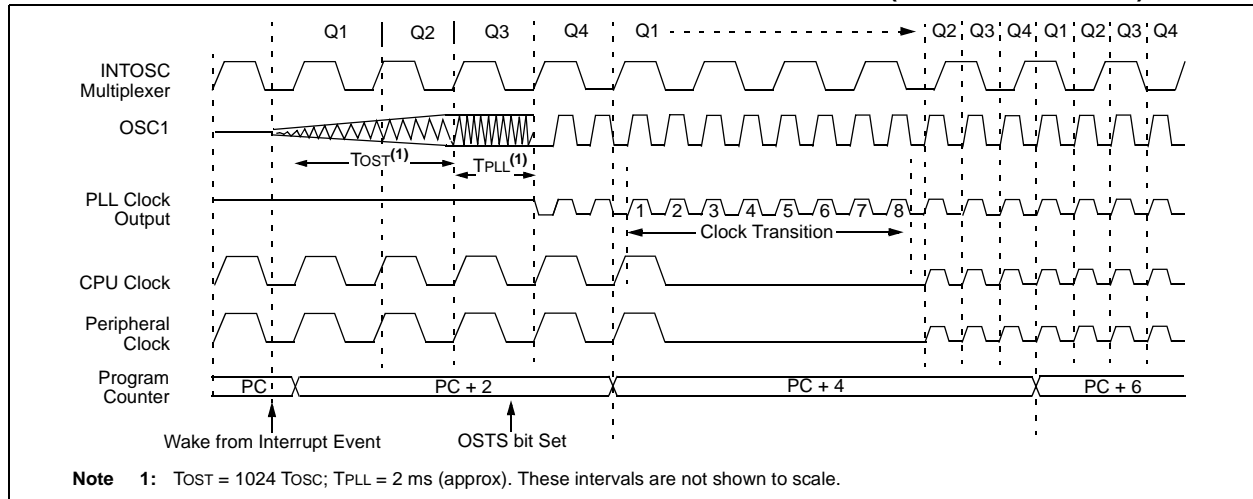 Q1 Q2 Q3 Q4 Q1 Q2 Q3 Q4 Q1 Q2 Q3 Q4
INTOSC
Multiplexer
OSC1
TOST(1)
TPLL(1)
PLL Clock
Output
1 2 3 4 5 6 7 8
Clock Transition
CPU Clock
Peripheral
Clock
Program
Counter
PC PC + 2 PC + 4 PC + 6
Wake from Interrupt Event OSTS bit Set
Note 1: TOST = 1024 TOSC; TPLL = 2 ms (approx). These intervals are not shown to scale.